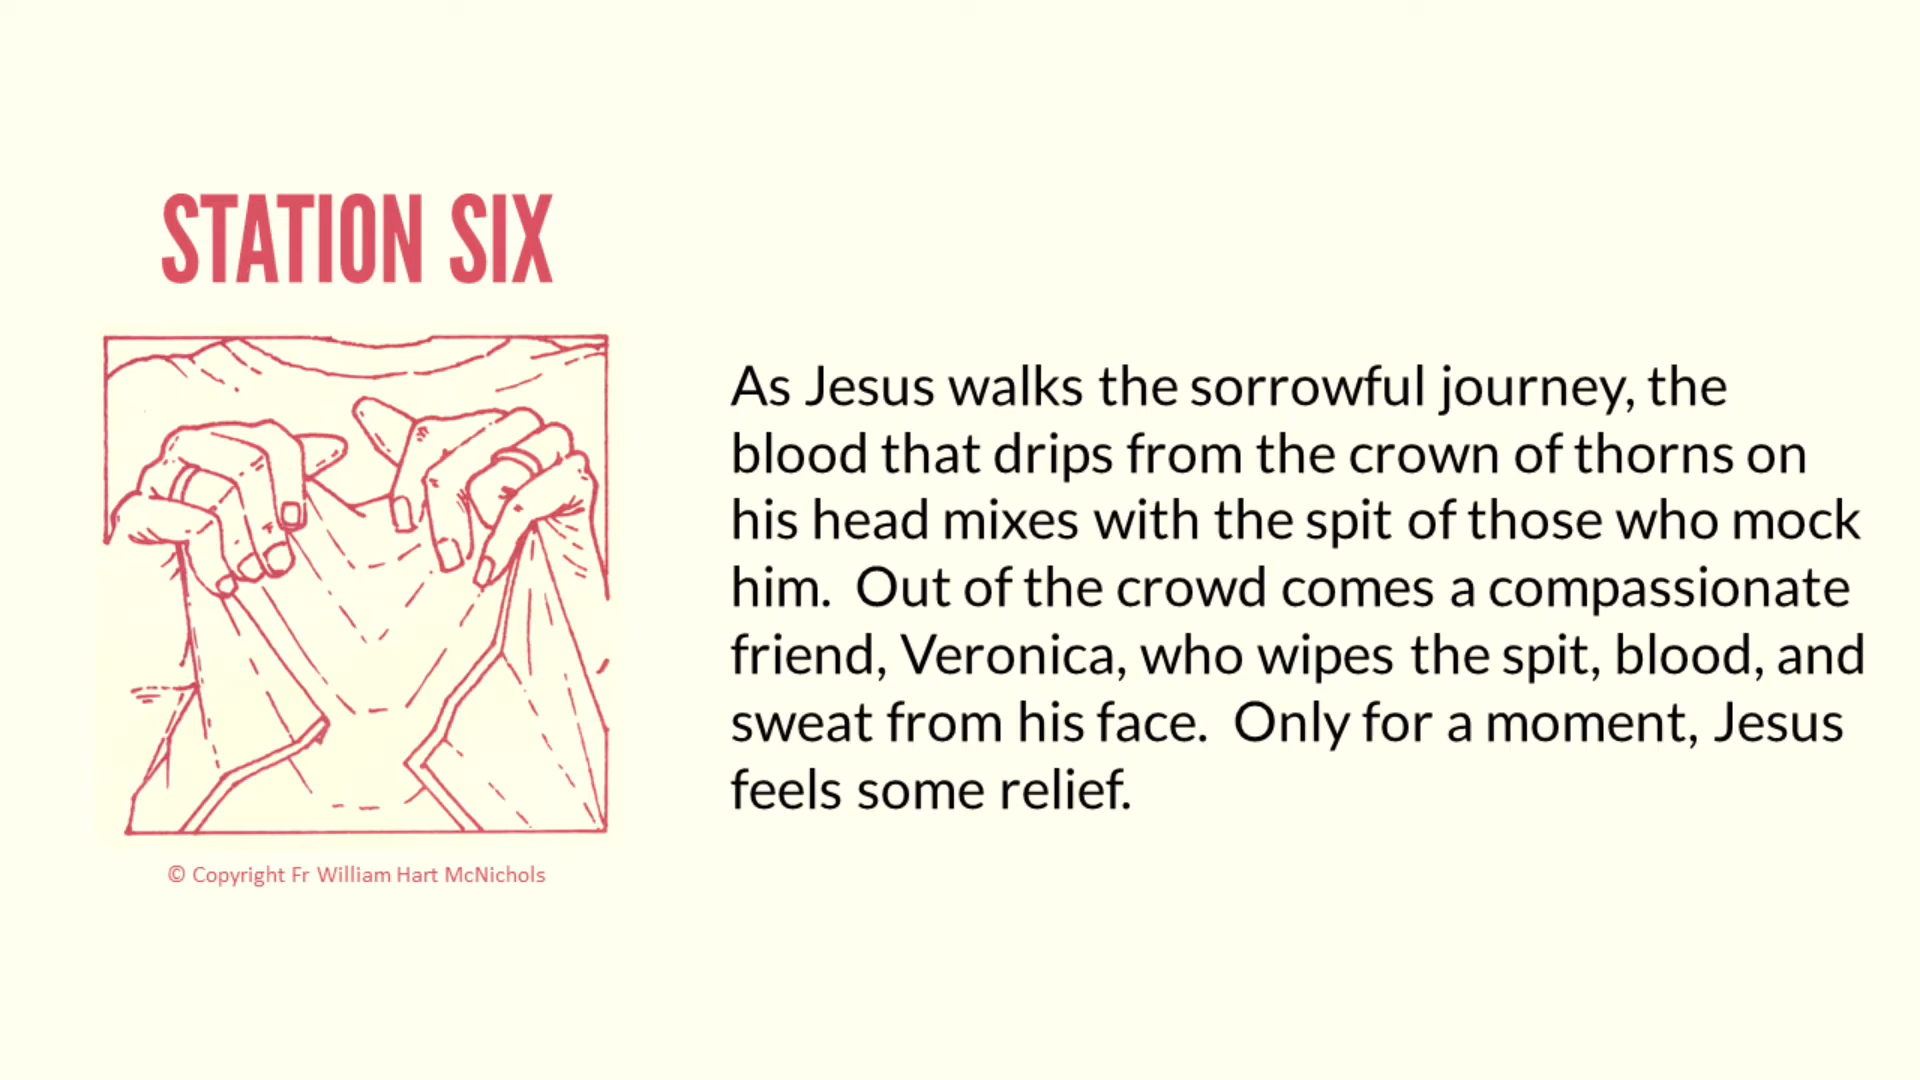 STATION SIX
© Copyright Fr William Hart McNichols
As Jesus walks the sorrowful journey, the
blood that drips from the crown of thorns on
his head mixes with the spit of those who mock
him.  Out of the crowd comes a compassionate
friend, Veronica, who wipes the spit, blood, and
sweat from his face.  Only for a moment, Jesus
feels some relief.